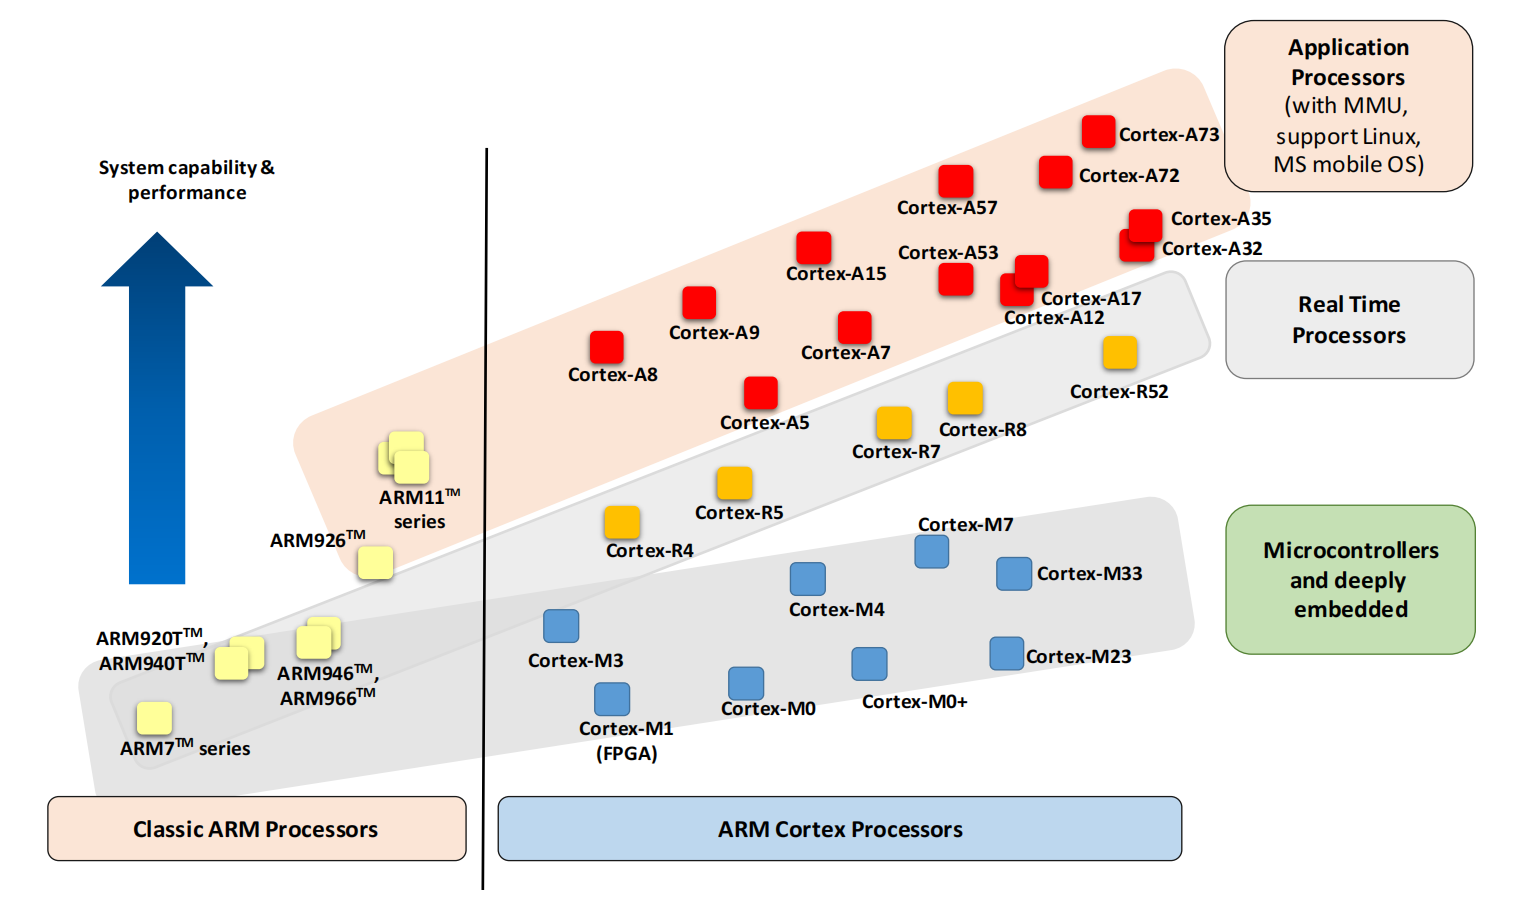 Application
Processors
(with MMU,
support Linux,
MS mobile OS)
Cortex-A73
System capability &
performance
Cortex-A72
Cortex-A57
Cortex-A35
Cortex-A32
Cortex-A53
Cortex-A15
Cortex-A17
Cortex-A12
Real Time
Processors
Cortex-A9
Cortex-A7
Cortex-A8
Cortex-R52
Cortex-A5
Cortex-R8
Cortex-R7
ARM11™
series
Cortex-R5
Cortex-M7
ARM926™
Cortex-R4
Microcontrollers
and deeply
embedded
Cortex-M33
Cortex-M4
ARM920T™,
ARM940T™
Cortex-M3
Cortex-M23
ARM946™,
ARM966™
Cortex-M0
Cortex-M0+
Cortex-M1
(FPGA)
ARM7™ series
Classic ARM Processors
ARM Cortex Processors